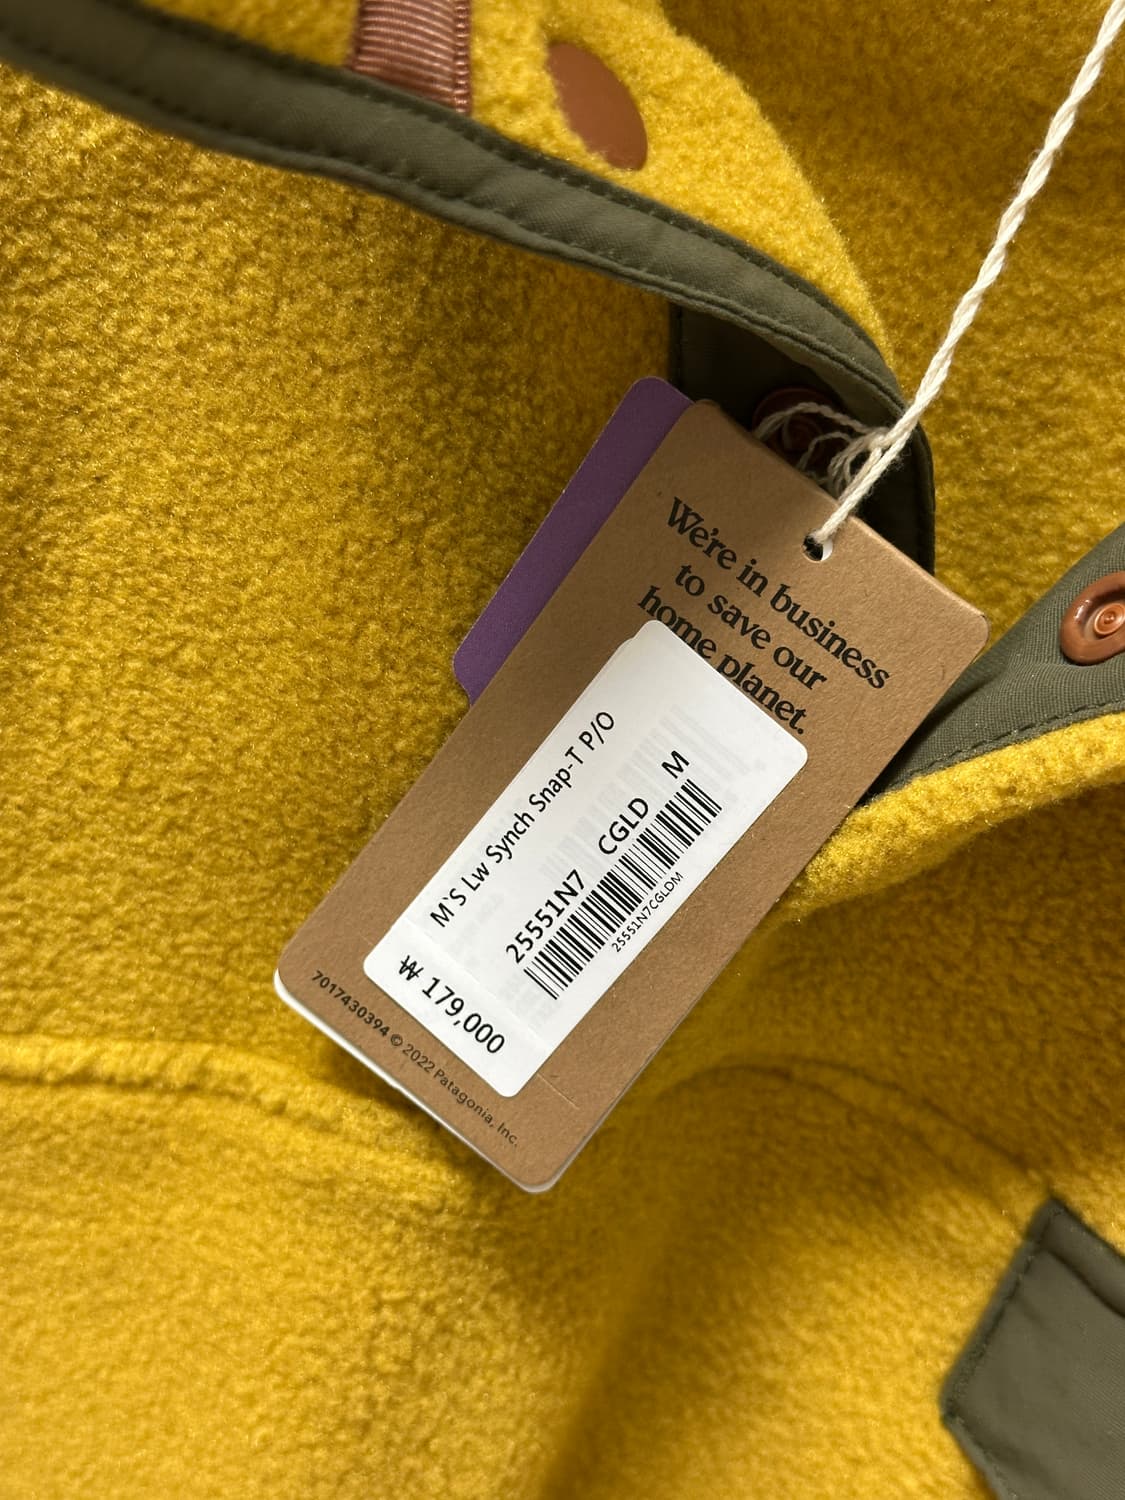 We're in business
to save our
home planet.
M`S Lw Synch Snap-T P/O
25551N7 CGLD M
25551N7CGLDM
₩ 179,000
7017430394 © 2022 Patagonia, Inc.